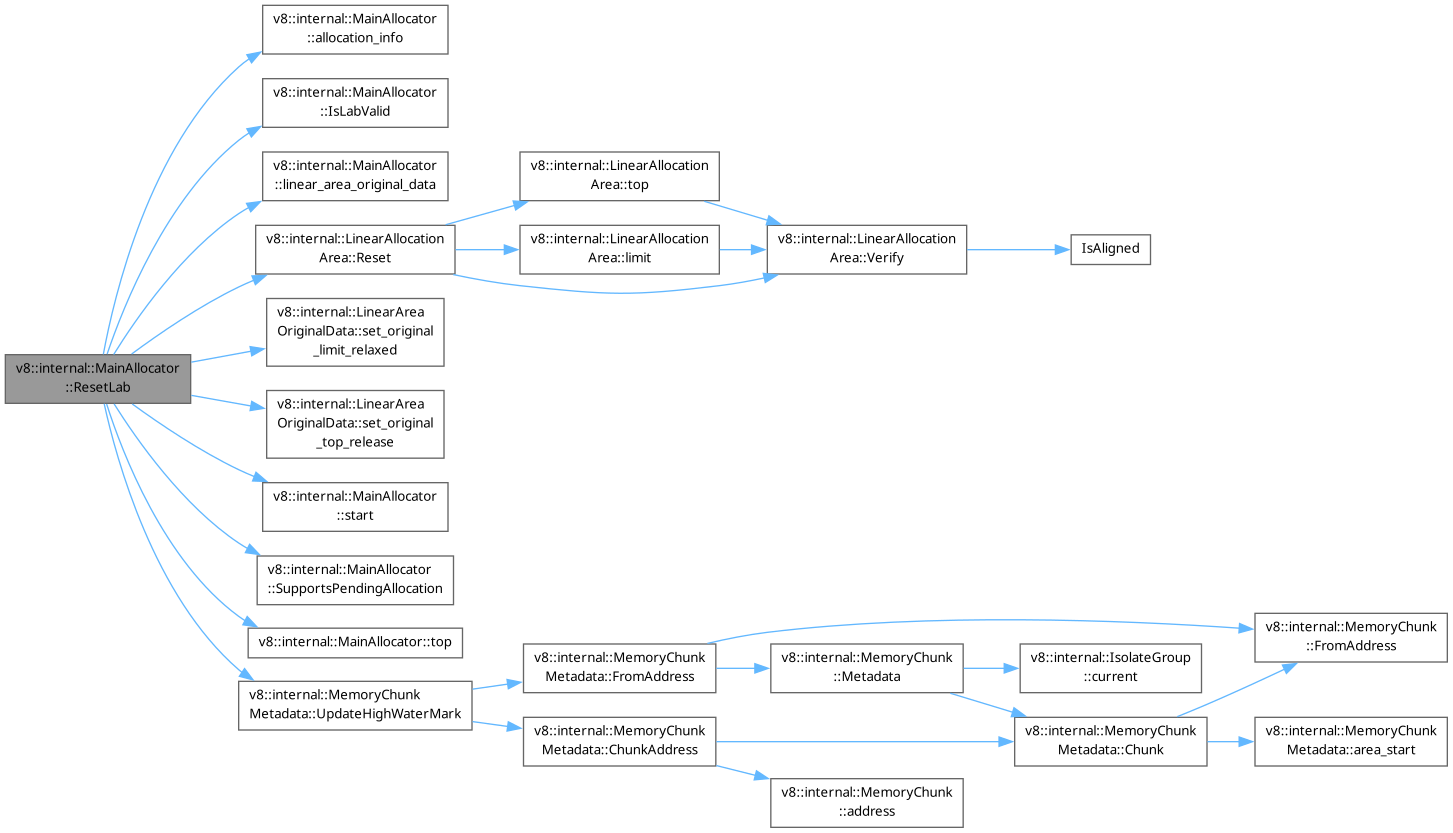 v8::internal::MainAllocator
::ResetLab
v8::internal::MainAllocator
::allocation_info
v8::internal::MainAllocator
::IsLabValid
v8::internal::MainAllocator
::linear_area_original_data
v8::internal::LinearAllocation
Area::Reset
v8::internal::LinearArea
OriginalData::set_original
_limit_relaxed
v8::internal::LinearArea
OriginalData::set_original
_top_release
v8::internal::MainAllocator
::start
v8::internal::MainAllocator
::SupportsPendingAllocation
v8::internal::MainAllocator::top
v8::internal::MemoryChunk
Metadata::UpdateHighWaterMark
v8::internal::LinearAllocation
Area::top
v8::internal::LinearAllocation
Area::limit
v8::internal::LinearAllocation
Area::Verify
IsAligned
v8::internal::MemoryChunk
Metadata::FromAddress
v8::internal::MemoryChunk
Metadata::ChunkAddress
v8::internal::MemoryChunk
::Metadata
v8::internal::MemoryChunk
::address
v8::internal::IsolateGroup
::current
v8::internal::MemoryChunk
Metadata::Chunk
v8::internal::MemoryChunk
::FromAddress
v8::internal::MemoryChunk
Metadata::area_start